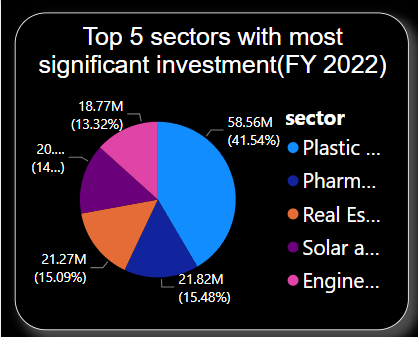 Top 5 sectors with most
significant investment(FY 2022)
18.77M
(13.32%)
58.56M
(41.54%)
20....
(14...)
21.27M
(15.09%)
21.82M
(15.48%)
sector
Plastic ...
Pharm...
Real Es...
Solar a...
Engine...